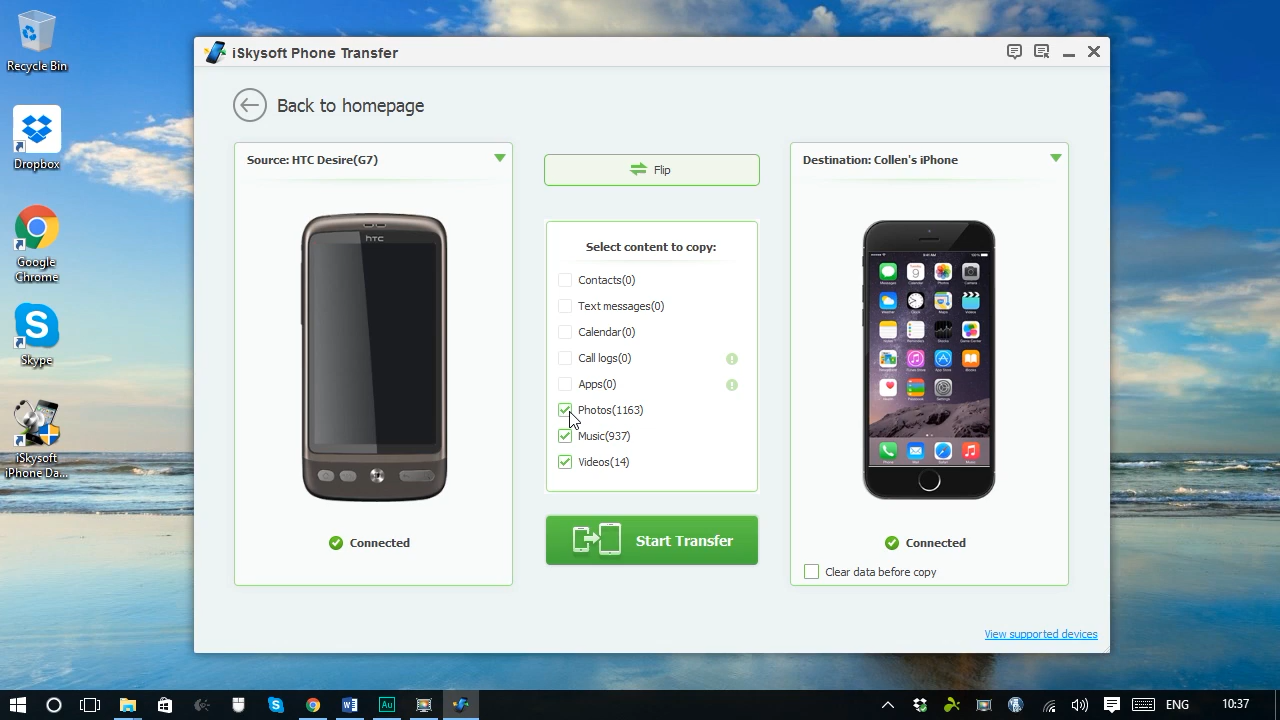 Recycle Bin
Dropbox
Google
Chrome
Skype
iSkysoft
iPhone Da...
iSkysoft Phone Transfer
Back to homepage
Source: HTC Desire(G7)
hTC
Connected
Flip
Select content to copy:
Contacts(0)
Text messages(0)
Calendar(0)
Call logs(0)
Apps(0)
Photos(1163)
Music(937)
Videos(14)
Start Transfer
Destination: Collen's iPhone
Connected
Clear data before copy
View supported devices
Au
ENG
10:37